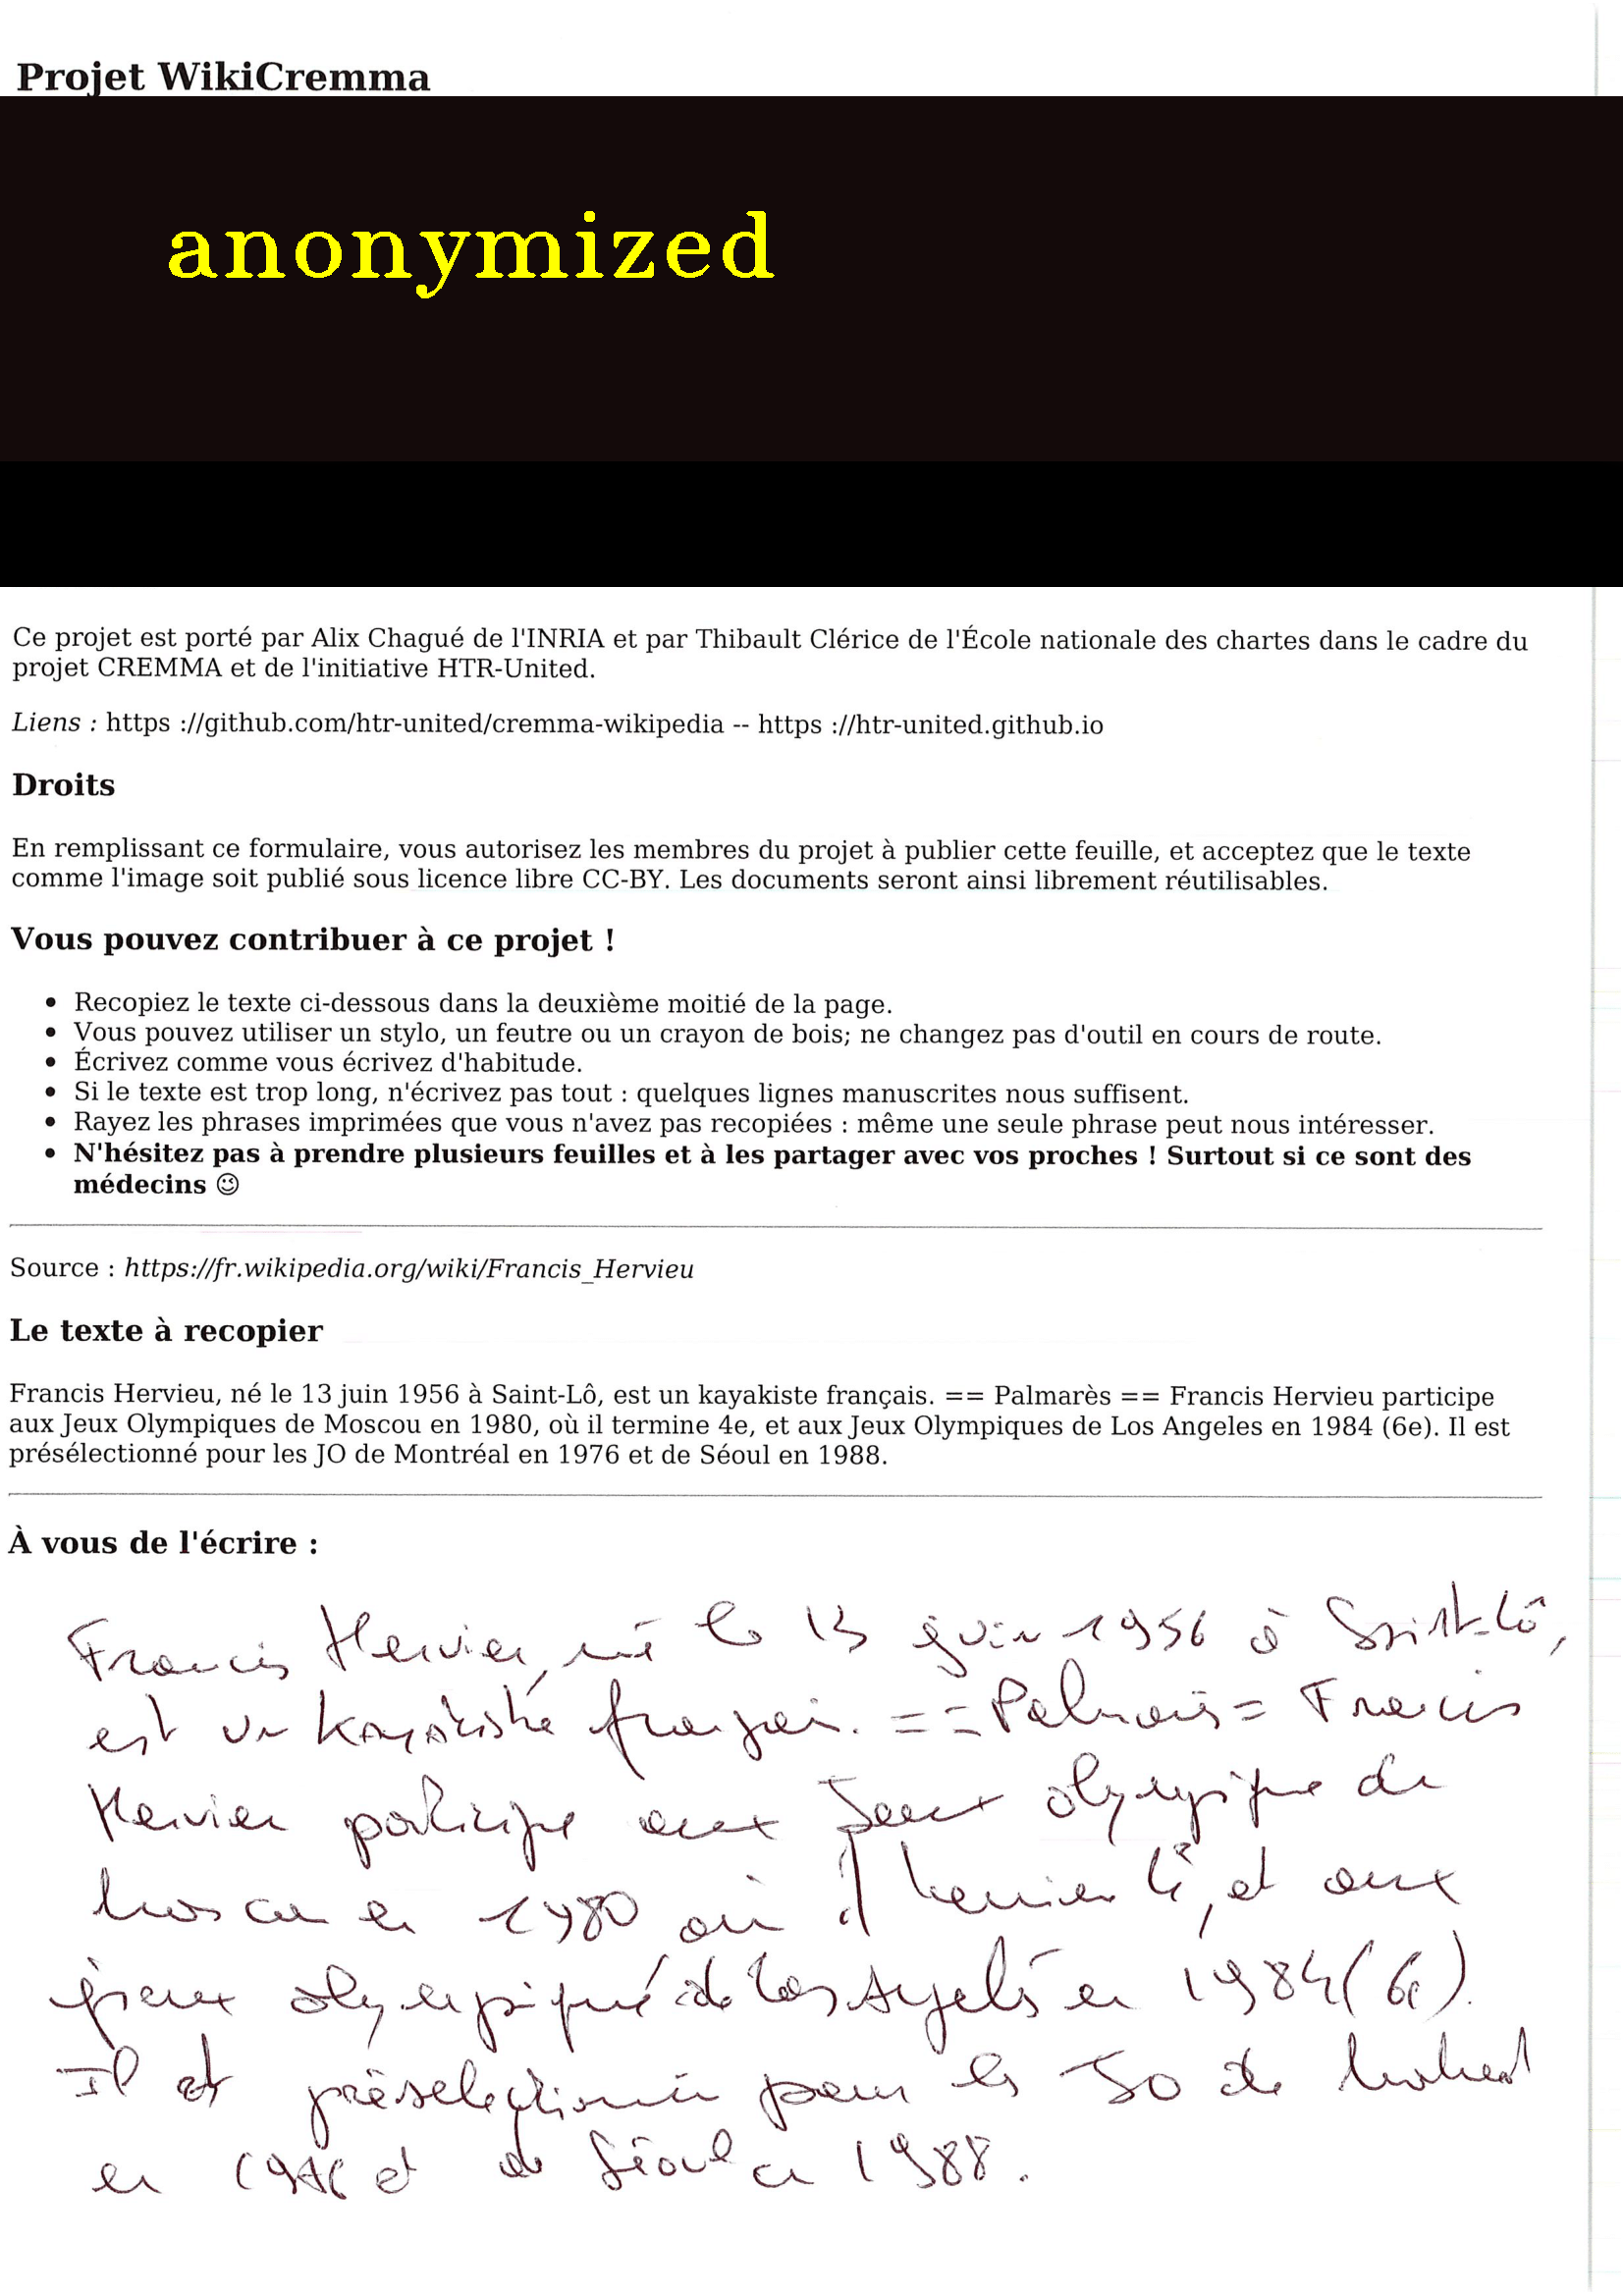 Projet WikiCremma
anonymized
Ce projet est porté par Alix Chagué de l'INRIA et par Thibault Clérice de l'École nationale des chartes dans le cadre du
projet CREMMA et de l'initiative HTR-United.
Liens : https ://github.com/htr-united/cremma-wikipedia -- https ://htr-united.github.io
Droits
En remplissant ce formulaire, vous autorisez les membres du projet à publier cette feuille, et acceptez que le texte
comme l'image soit publié sous licence libre CC-BY. Les documents seront ainsi librement réutilisables.
Vous pouvez contribuer à ce projet !
• Recopiez le texte ci-dessous dans la deuxième moitié de la page.
• Vous pouvez utiliser un stylo, un feutre ou un crayon de bois; ne changez pas d'outil en cours de route.
• Écrivez comme vous écrivez d'habitude.
• Si le texte est trop long, n'écrivez pas tout : quelques lignes manuscrites nous suffisent.
• Rayez les phrases imprimées que vous n'avez pas recopiées : même une seule phrase peut nous intéresser.
• N'hésitez pas à prendre plusieurs feuilles et à les partager avec vos proches ! Surtout si ce sont des
médecins 😉
Source : https://fr.wikipedia.org/wiki/Francis_Hervieu
Le texte à recopier
Francis Hervieu, né le 13 juin 1956 à Saint-Lô, est un kayakiste français. == Palmarès == Francis Hervieu participe
aux Jeux Olympiques de Moscou en 1980, où il termine 4e, et aux Jeux Olympiques de Los Angeles en 1984 (6e). Il est
présélectionné pour les JO de Montréal en 1976 et de Séoul en 1988.
À vous de l'écrire :
Francis Hervieu, né le 13 juin 1956 à Saint-Lô,
est un kayakiste français. == Palmarès = Francis
Hervieu participe aux Jeux olympique de
Moscou en 1980 où il termine 4e, et aux
jeux olympique de Los Angelès en 1984 (6e).
Il est présélectionné pour les JO de Montréal
en 1976 et de Séoul en 1988.